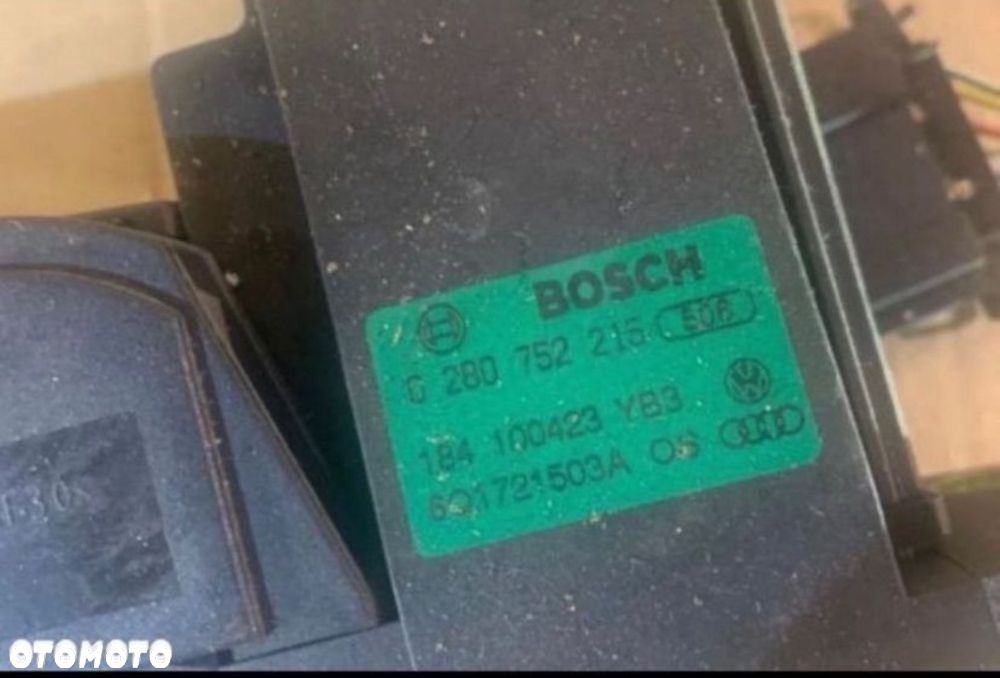 BOSCH
0 280 752 215 506
184 100423 YB3
6Q1721503A OS
OTOMOTO